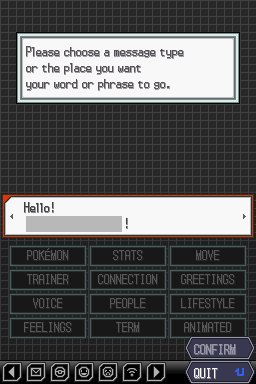 Please choose a message type
or the place you want
your word or phrase to go.
Hello!
!
POKéMON STATS MOVE
TRAINER CONNECTION GREETINGS
VOICE PEOPLE LIFESTYLE
FEELINGS TERM ANIMATED
CONFIRM
QUIT